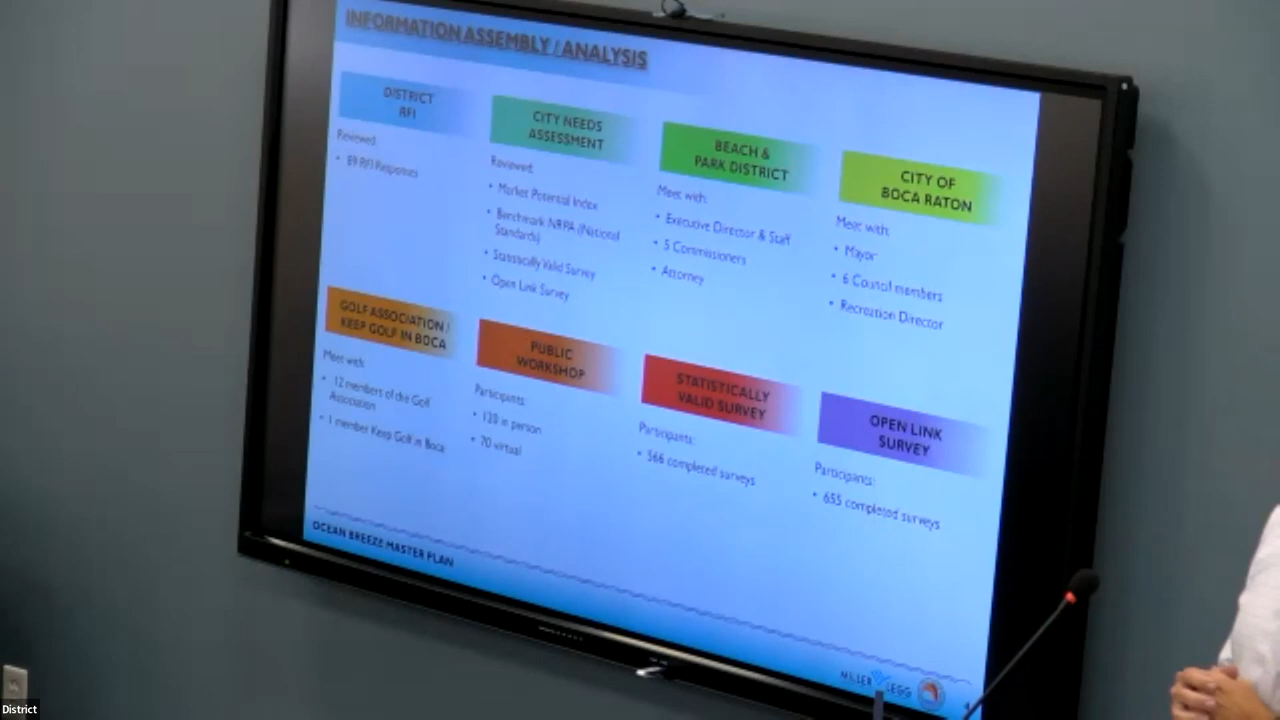 INFORMATION ASSEMBLY / ANALYSIS
DISTRICT
RFI
Reviewed:
• 89 RFI Responses
CITY NEEDS
ASSESSMENT
Reviewed:
• Market Potential Index
• Benchmark NRPA (National
Standards)
• Statistically Valid Survey
• Open Link Survey
BEACH &
PARK DISTRICT
Meet with:
• Executive Director & Staff
• 5 Commissioners
• Attorney
CITY OF
BOCA RATON
Meet with:
• Mayor
• 6 Council members
• Recreation Director
GOLF ASSOCIATION /
KEEP GOLF IN BOCA
Meet with:
• 12 members of the Golf
Association
• 1 member Keep Golf in Boca
PUBLIC
WORKSHOP
Participants:
• 120 in person
• 70 virtual
STATISTICALLY
VALID SURVEY
Participants:
• 566 completed surveys
OPEN LINK
SURVEY
Participants:
• 655 completed surveys
OCEAN BREEZE MASTER PLAN
MILLER LEGG
District